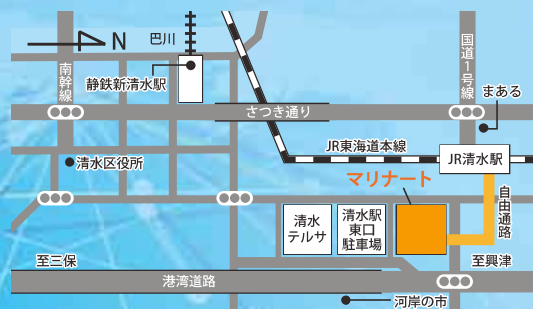 N
巴川
南幹線
静鉄新清水駅
国道1号線
まある
さつき通り
JR東海道本線
JR清水駅
清水区役所
マリナート
自由通路
清水
テルサ
清水駅
東口
駐車場
至三保
港湾道路
至興津
河岸の市